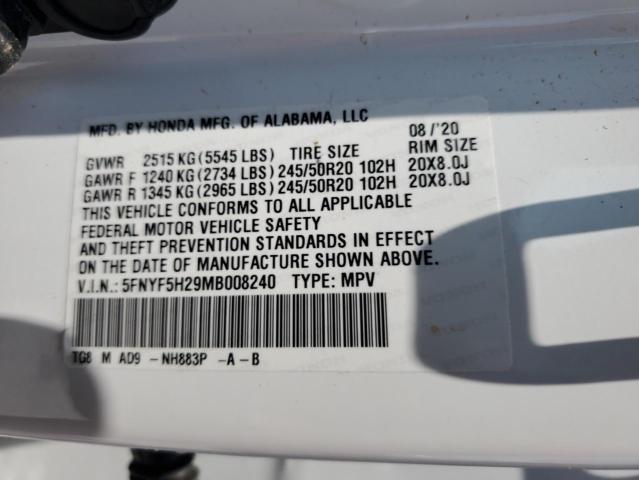 MFD. BY HONDA MFG. OF ALABAMA, LLC 08/'20
GVWR 2515 KG (5545 LBS) TIRE SIZE RIM SIZE
GAWR F 1240 KG (2734 LBS) 245/50R20 102H 20X8.0J
GAWR R 1345 KG (2965 LBS) 245/50R20 102H 20X8.0J
THIS VEHICLE CONFORMS TO ALL APPLICABLE
FEDERAL MOTOR VEHICLE SAFETY
AND THEFT PREVENTION STANDARDS IN EFFECT
ON THE DATE OF MANUFACTURE SHOWN ABOVE.
V.I.N.: 5FNYF5H29MB008240 TYPE: MPV
TG8 M AD9 -NH883P -A -B